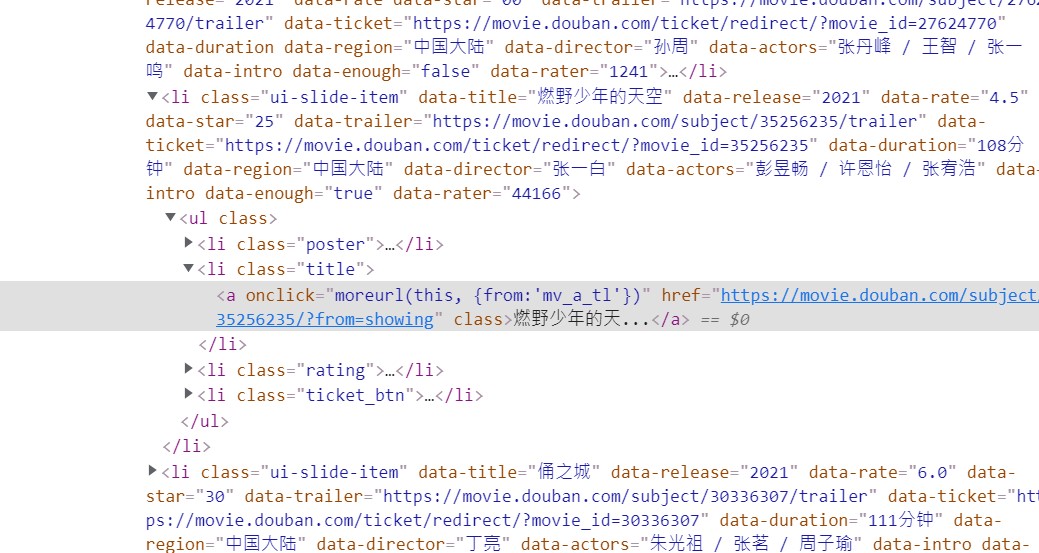 release="2021" data-rate data-star="00" data-trailer="https://movie.douban.com/subject/2762
4770/trailer" data-ticket="https://movie.douban.com/ticket/redirect/?movie_id=27624770"
data-duration data-region="中国大陆" data-director="孙周" data-actors="张丹峰 / 王智 / 张一
鸣" data-intro data-enough="false" data-rater="1241">…</li>
▼<li class="ui-slide-item" data-title="燃野少年的天空" data-release="2021" data-rate="4.5"
data-star="25" data-trailer="https://movie.douban.com/subject/35256235/trailer" data-
ticket="https://movie.douban.com/ticket/redirect/?movie_id=35256235" data-duration="108分
钟" data-region="中国大陆" data-director="张一白" data-actors="彭昱畅 / 许恩怡 / 张宥浩" data-
intro data-enough="true" data-rater="44166">
▼<ul class>
▶<li class="poster">…</li>
▼<li class="title">
<a onclick="moreurl(this, {from:'mv_a_tl'})" href="https://movie.douban.com/subject/
35256235/?from=showing" class>燃野少年的天...</a> == $0
</li>
▶<li class="rating">…</li>
▶<li class="ticket_btn">…</li>
</ul>
</li>
▶<li class="ui-slide-item" data-title="俑之城" data-release="2021" data-rate="6.0" data-
star="30" data-trailer="https://movie.douban.com/subject/30336307/trailer" data-ticket="htt
ps://movie.douban.com/ticket/redirect/?movie_id=30336307" data-duration="111分钟" data-
region="中国大陆" data-director="丁亮" data-actors="朱光祖 / 张茗 / 周子瑜" data-intro data-